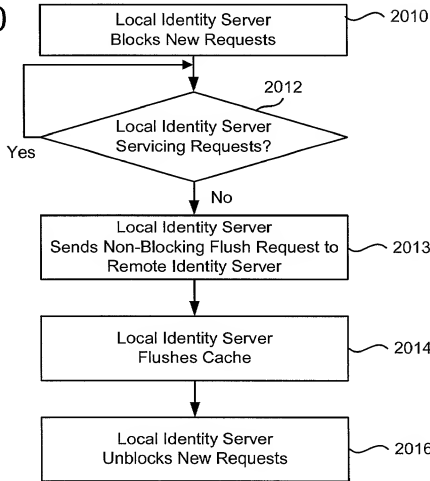 Local Identity Server
Blocks New Requests
2010
2012
Local Identity Server
Servicing Requests?
Yes
No
Local Identity Server
Sends Non-Blocking Flush Request to
Remote Identity Server
2013
Local Identity Server
Flushes Cache
2014
Local Identity Server
Unblocks New Requests
2016